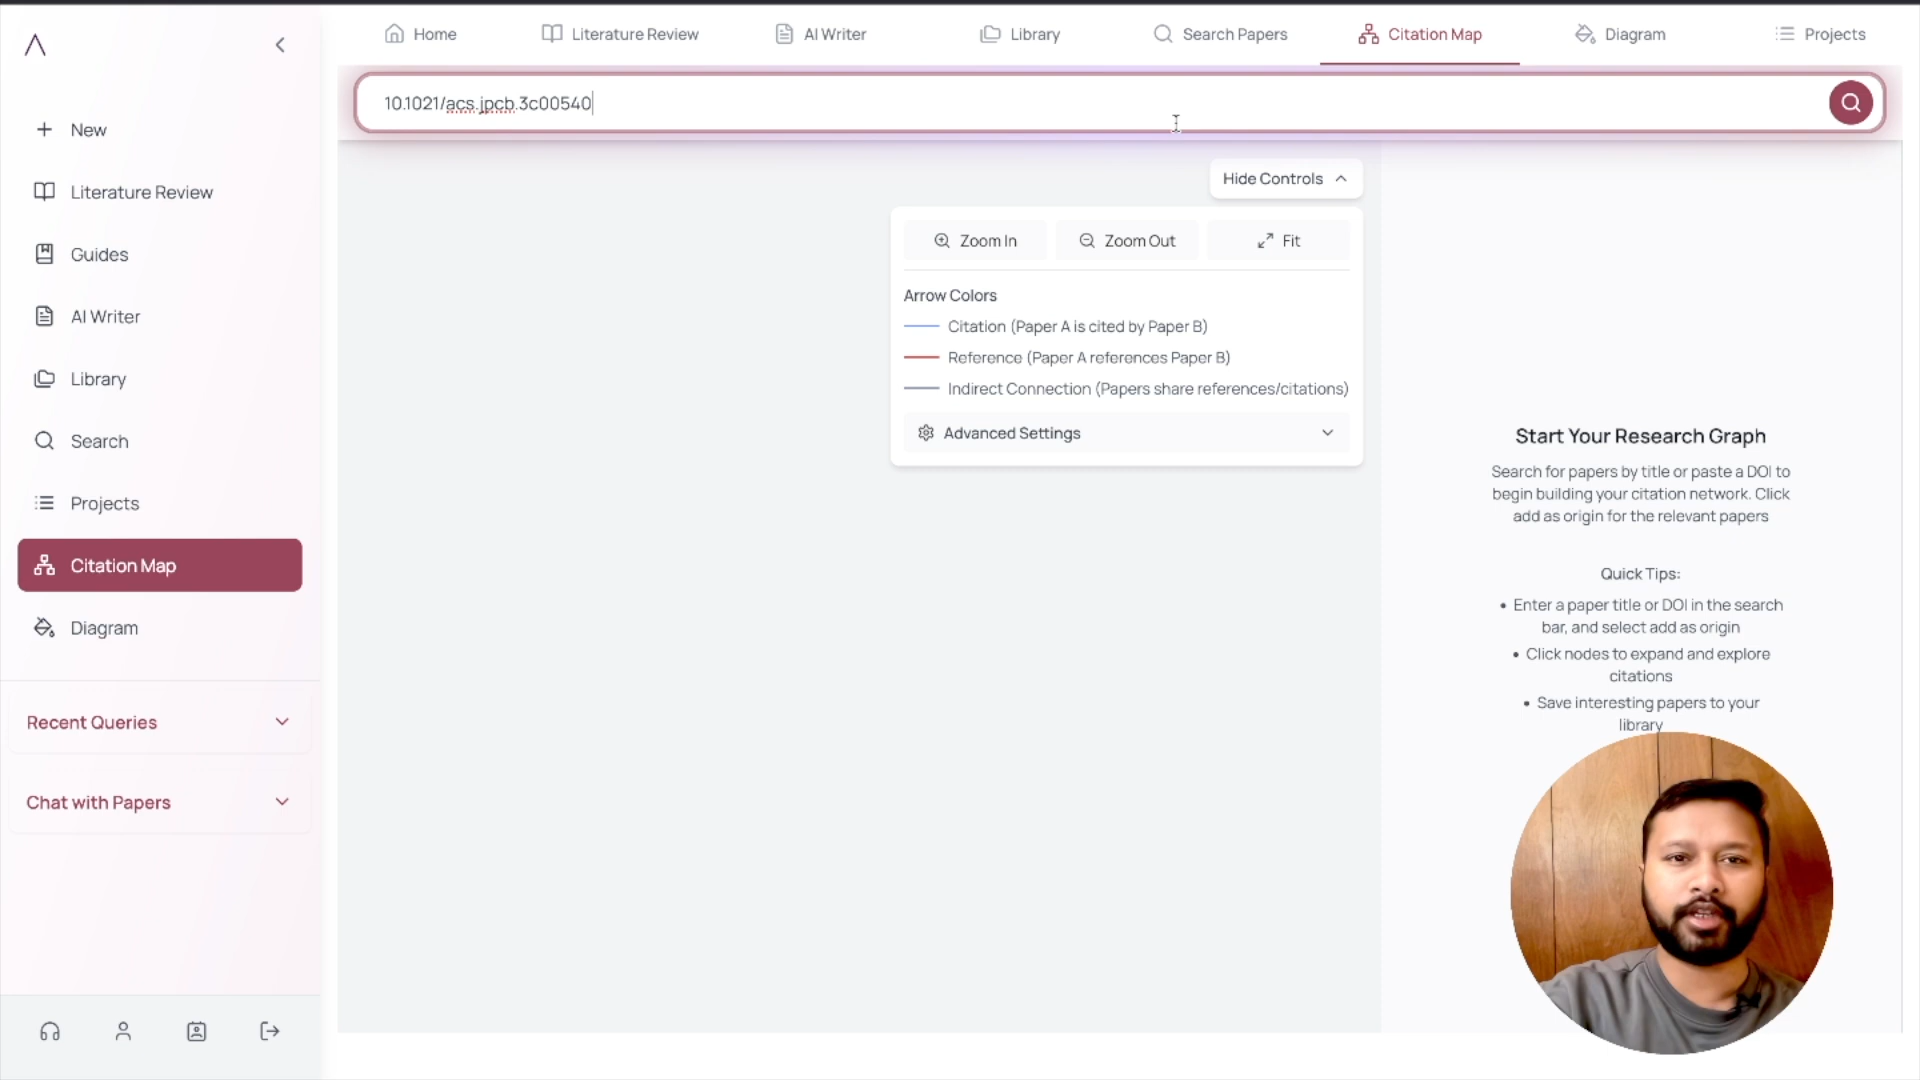 Home
Literature Review
AI Writer
Library
Search Papers
Citation Map
Diagram
Projects
10.1021/acs.jpcb.3c00540
New
Literature Review
Guides
AI Writer
Library
Search
Projects
Citation Map
Diagram
Recent Queries
Chat with Papers
Hide Controls
Zoom In
Zoom Out
Fit
Arrow Colors
Citation (Paper A is cited by Paper B)
Reference (Paper A references Paper B)
Indirect Connection (Papers share references/citations)
Advanced Settings
Start Your Research Graph
Search for papers by title or paste a DOI to
begin building your citation network. Click
add as origin for the relevant papers
Quick Tips:
• Enter a paper title or DOI in the search
bar, and select add as origin
• Click nodes to expand and explore
citations
• Save interesting papers to your
library